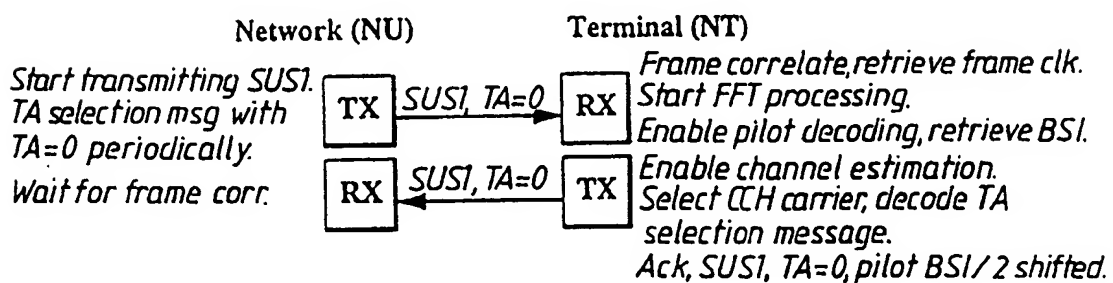 Network (NU)
Terminal (NT)
Start transmitting SUS1.
TA selection msg with
TA=0 periodically.
Wait for frame corr.
TX
SUS1, TA=0
RX
RX
SUS1, TA=0
TX
Frame correlate, retrieve frame clk.
Start FFT processing.
Enable pilot decoding, retrieve BSI.
Enable channel estimation.
Select CCH carrier, decode TA
selection message.
Ack, SUS1, TA=0, pilot BSI/2 shifted.